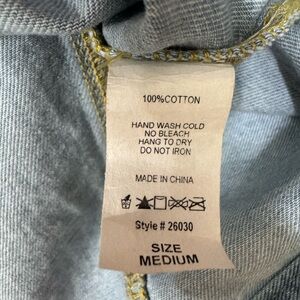 100%COTTON
HAND WASH COLD
NO BLEACH
HANG TO DRY
DO NOT IRON
MADE IN CHINA
Style # 26030
SIZE
MEDIUM